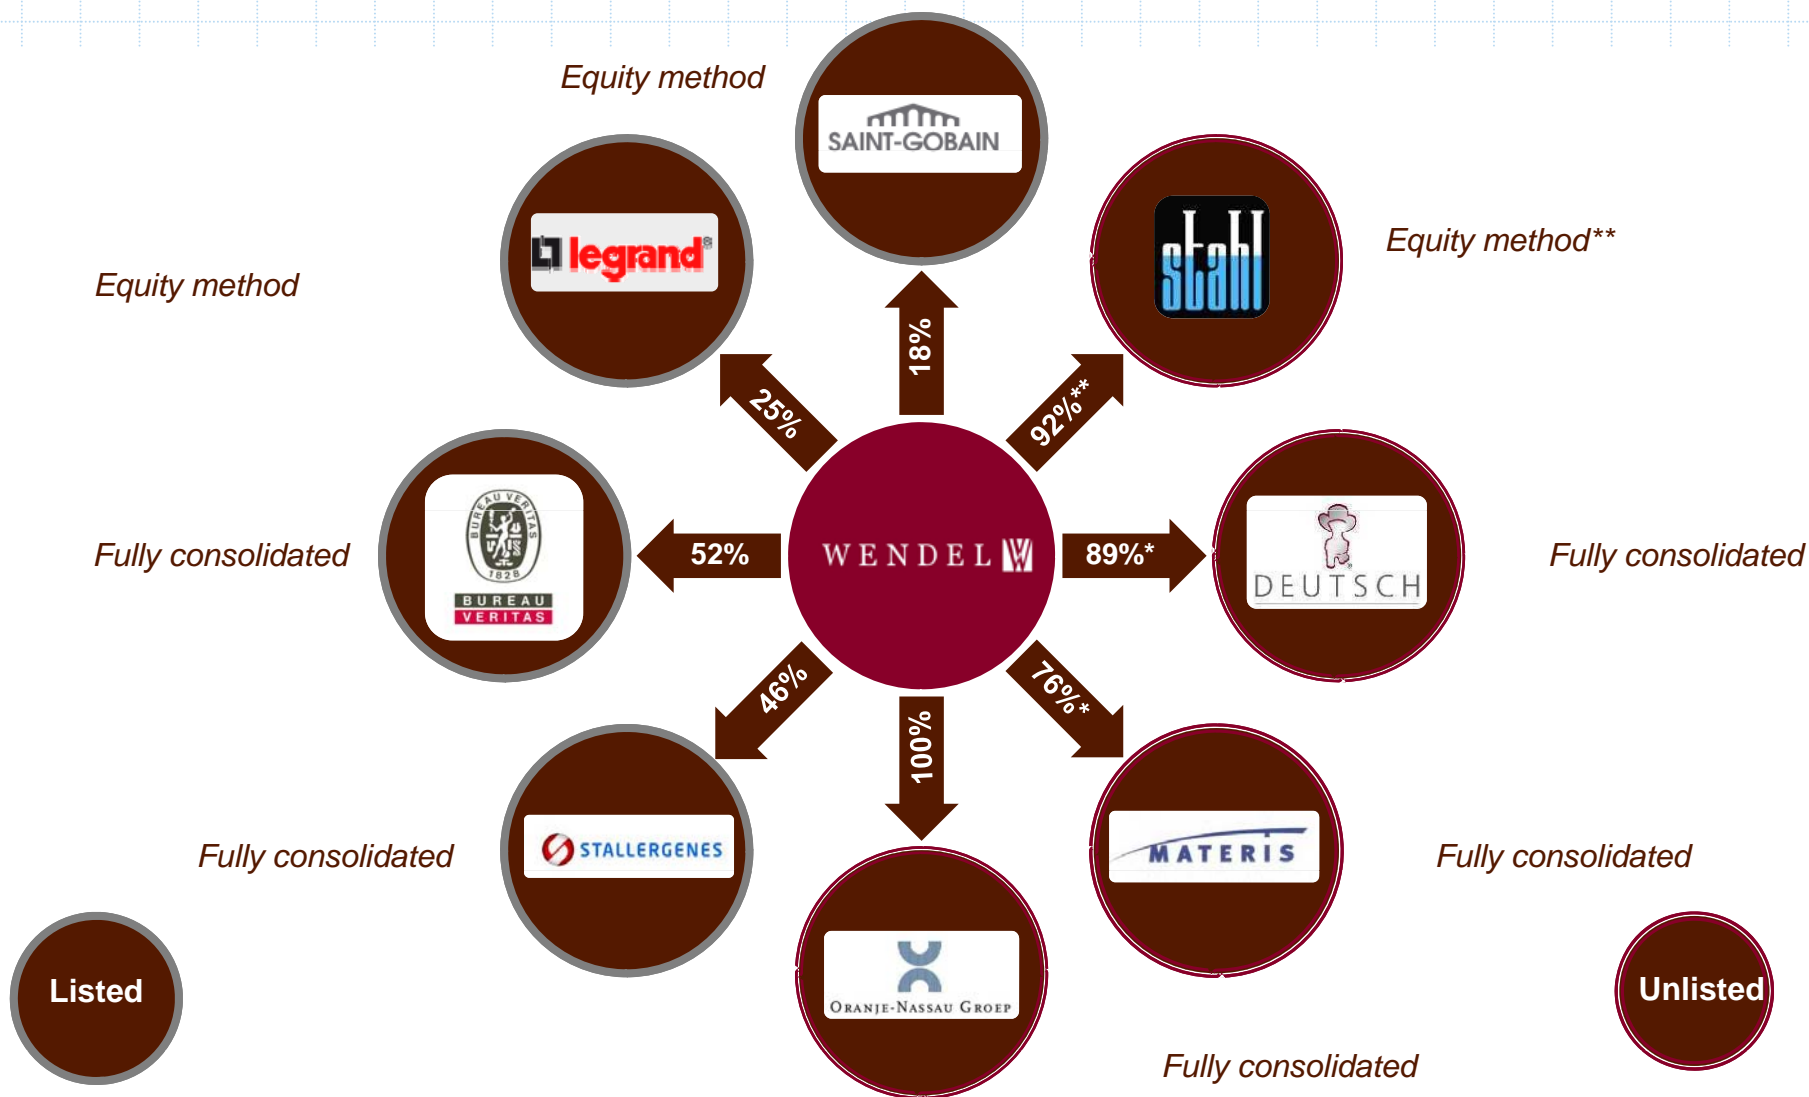 Equity method
SAINT-GOBAIN
legrand®
stahl
Equity method**
Equity method
18%
25%
92%**
BUREAU VERITAS
1828
BUREAU
VERITAS
Fully consolidated
52%
WENDEL
89%*
DEUTSCH
Fully consolidated
46%
100%
76%*
STALLERGENES
MATERIS
Fully consolidated
Fully consolidated
ORANJE-NASSAU GROEP
Listed
Unlisted
Fully consolidated